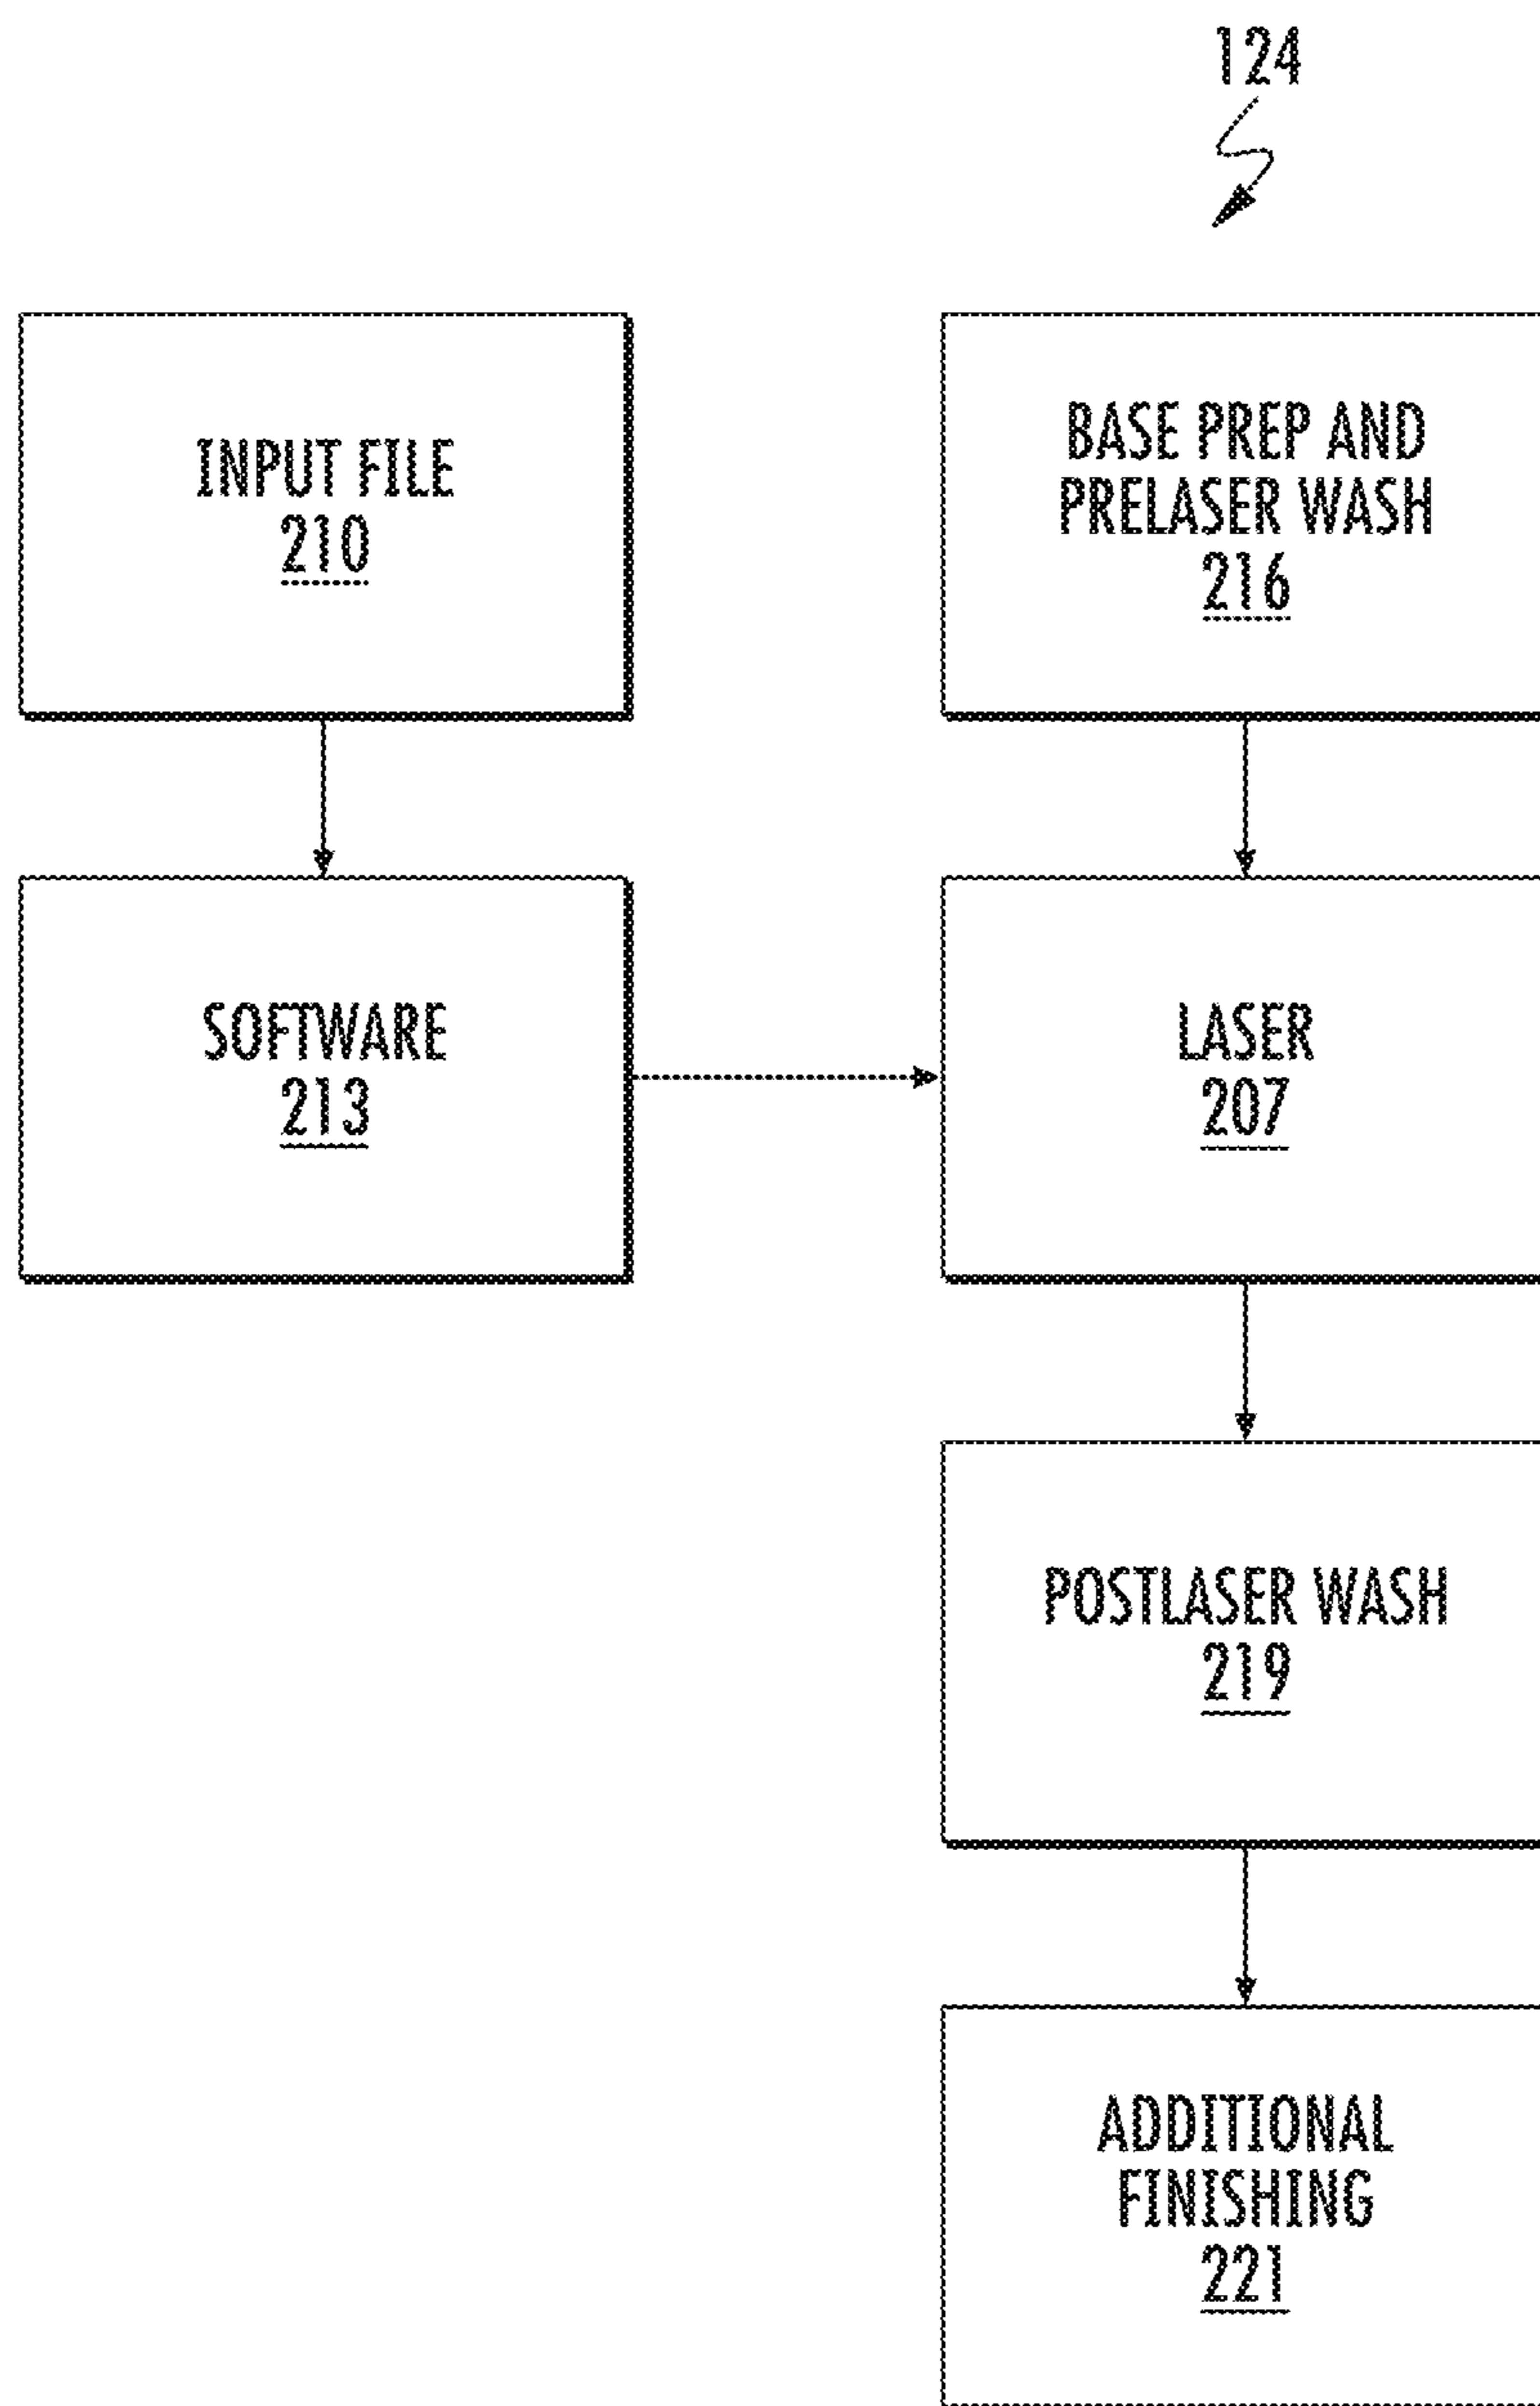 124
INPUT FILE
210
BASE PREP AND
PRELASER WASH
216
SOFTWARE
213
LASER
207
POSTLASER WASH
219
ADDITIONAL
FINISHING
221